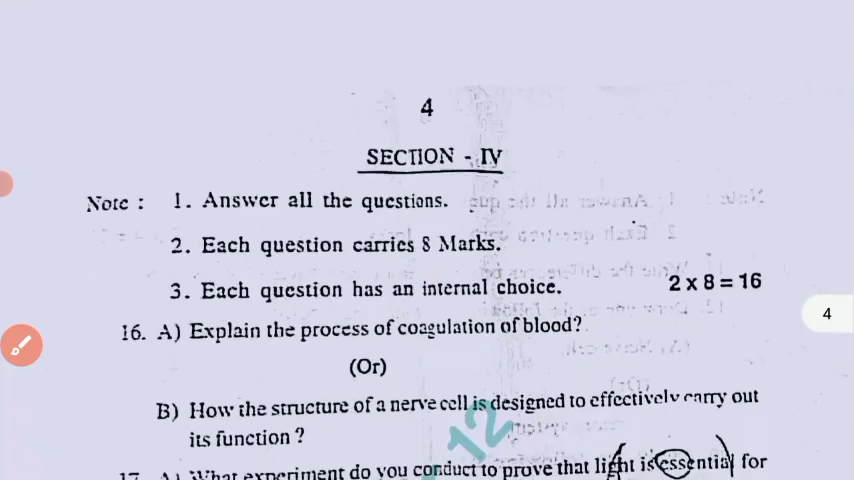 4
SECTION - IV
Note : 1. Answer all the questions.
2. Each question carries 8 Marks.
3. Each question has an internal choice. 2 x 8 = 16
4
16. A) Explain the process of coagulation of blood?
(Or)
B) How the structure of a nerve cell is designed to effectively carry out
its function ?
12
17. A) What experiment do you conduct to prove that light is essential for